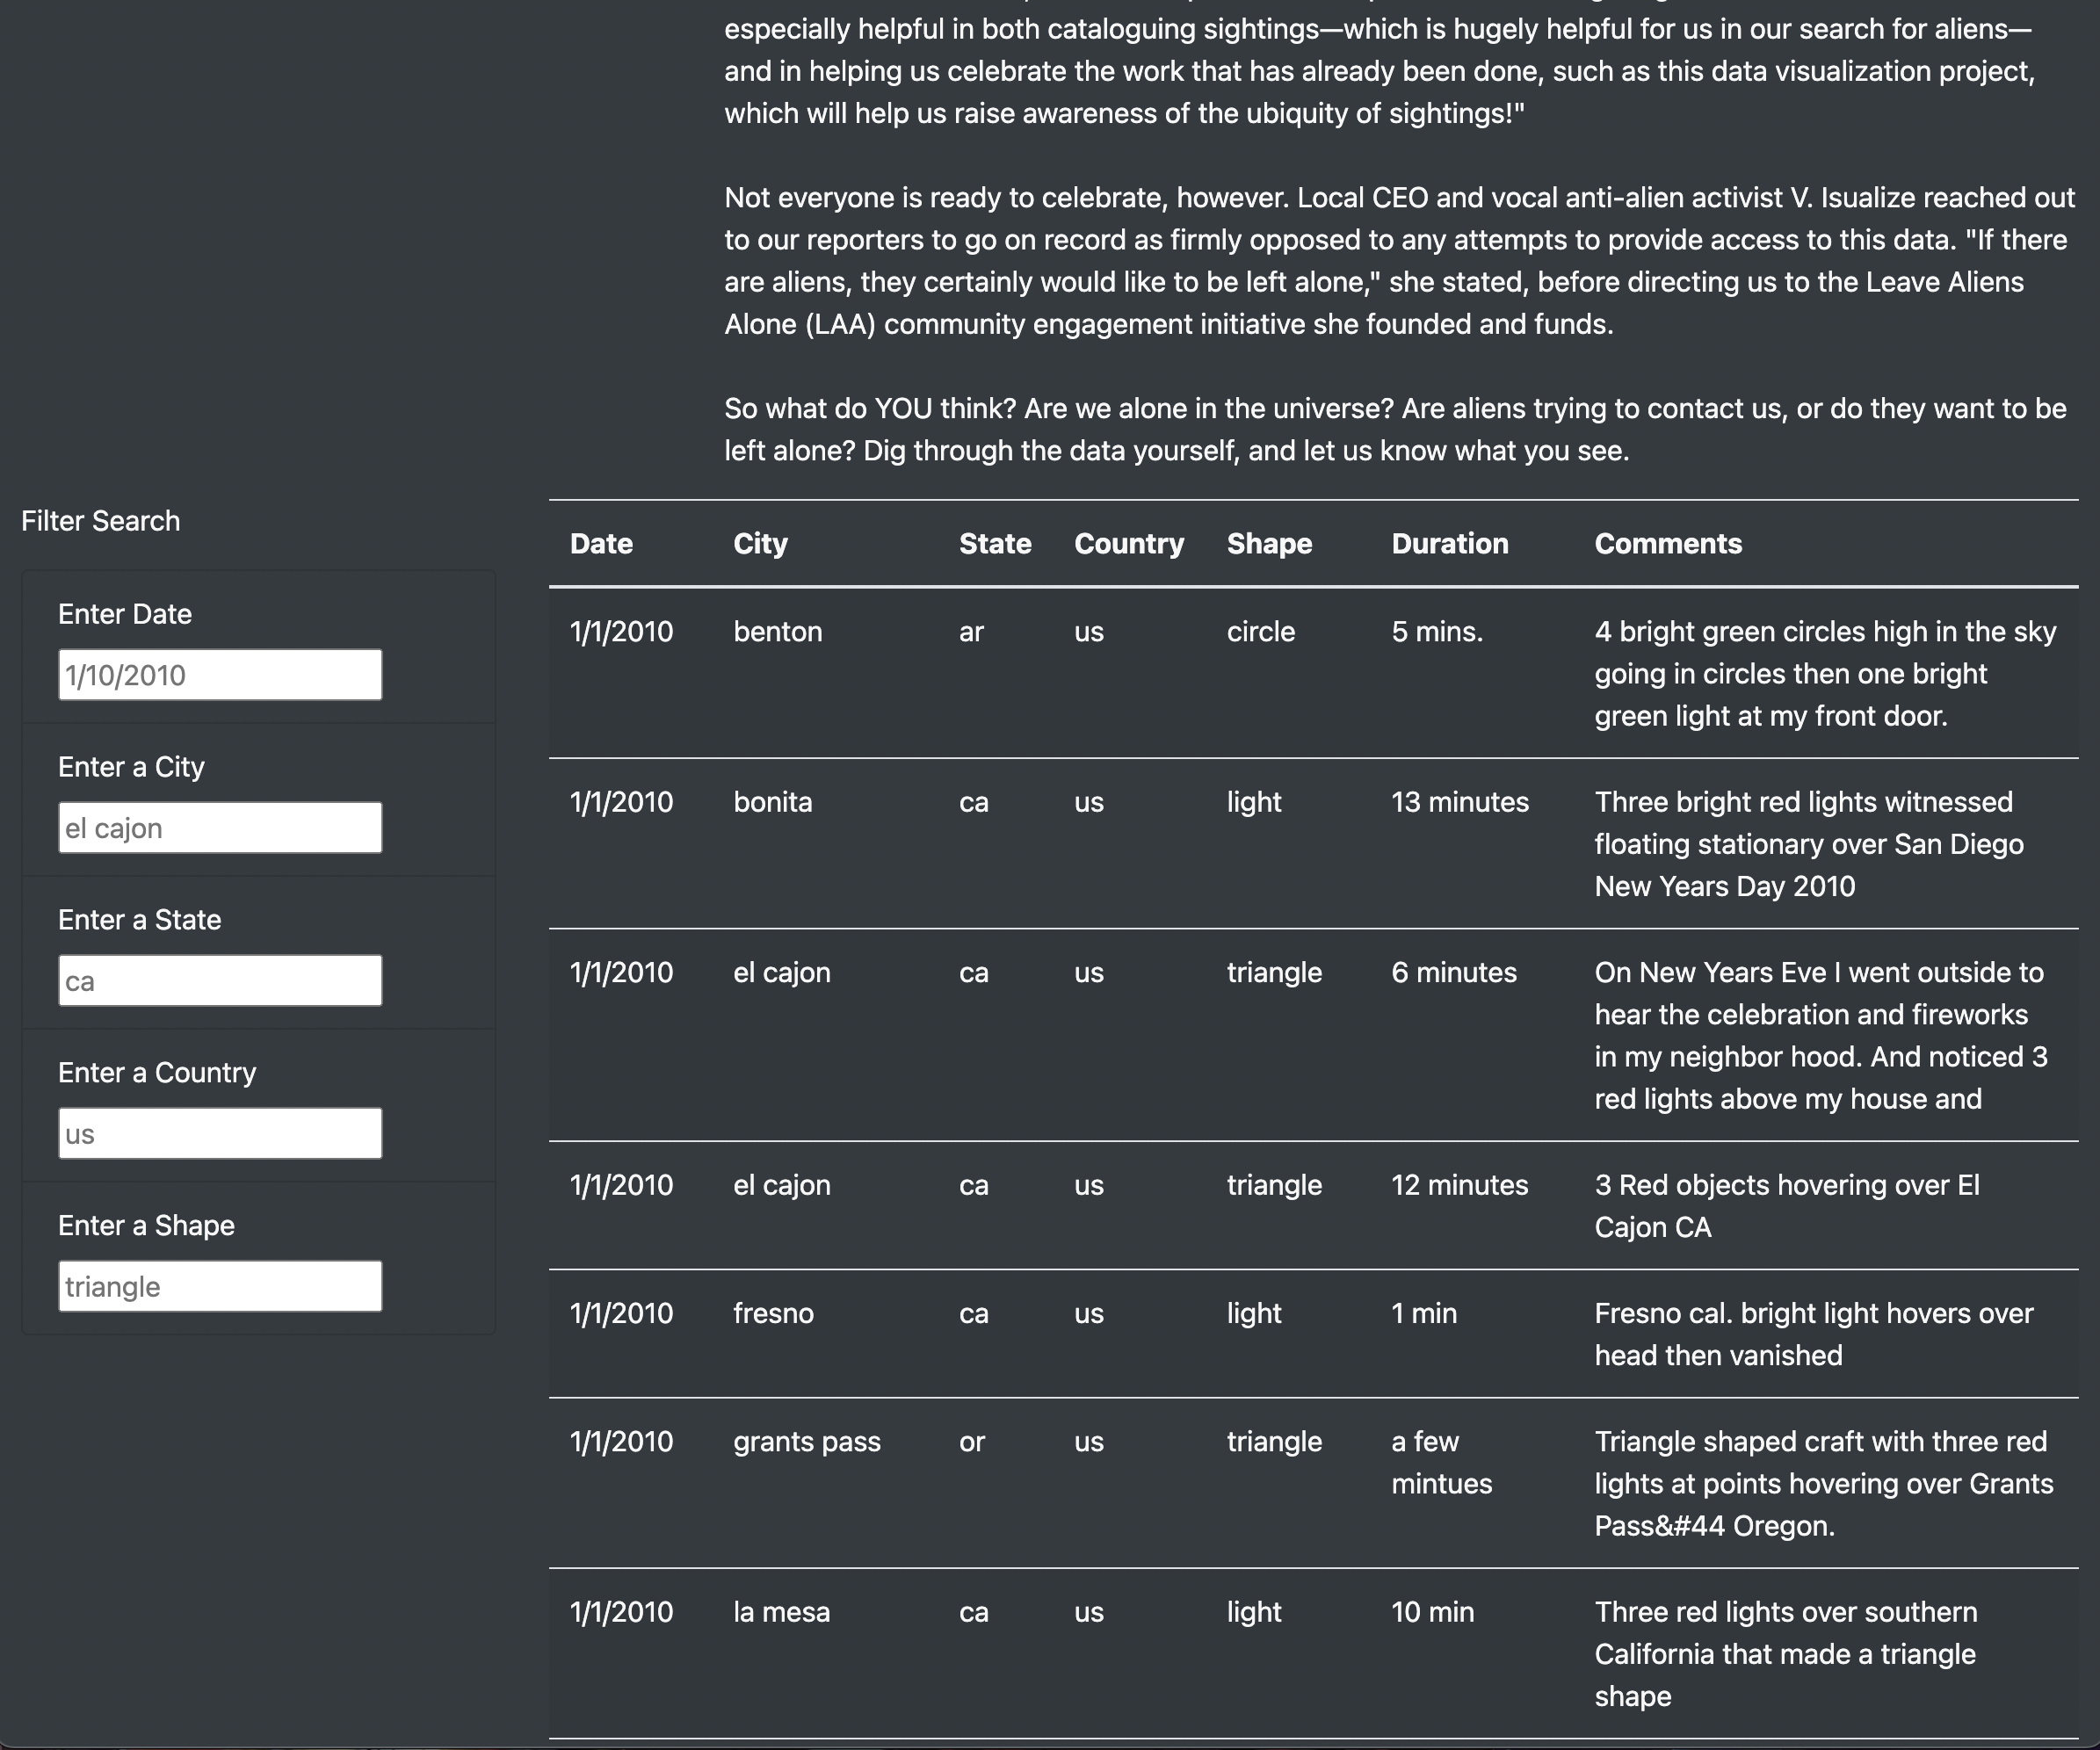 especially helpful in both cataloguing sightings—which is hugely helpful for us in our search for aliens—
and in helping us celebrate the work that has already been done, such as this data visualization project,
which will help us raise awareness of the ubiquity of sightings!"
Not everyone is ready to celebrate, however. Local CEO and vocal anti-alien activist V. Isualize reached out
to our reporters to go on record as firmly opposed to any attempts to provide access to this data. "If there
are aliens, they certainly would like to be left alone," she stated, before directing us to the Leave Aliens
Alone (LAA) community engagement initiative she founded and funds.
So what do YOU think? Are we alone in the universe? Are aliens trying to contact us, or do they want to be
left alone? Dig through the data yourself, and let us know what you see.
Filter Search
Enter Date
1/10/2010
Enter a City
el cajon
Enter a State
ca
Enter a Country
us
Enter a Shape
triangle
Date City State Country Shape Duration Comments
1/1/2010 benton ar us circle 5 mins. 4 bright green circles high in the sky
going in circles then one bright
green light at my front door.
1/1/2010 bonita ca us light 13 minutes Three bright red lights witnessed
floating stationary over San Diego
New Years Day 2010
1/1/2010 el cajon ca us triangle 6 minutes On New Years Eve I went outside to
hear the celebration and fireworks
in my neighbor hood. And noticed 3
red lights above my house and
1/1/2010 el cajon ca us triangle 12 minutes 3 Red objects hovering over El
Cajon CA
1/1/2010 fresno ca us light 1 min Fresno cal. bright light hovers over
head then vanished
1/1/2010 grants pass or us triangle a few Triangle shaped craft with three red
mintues lights at points hovering over Grants
Pass&#44 Oregon.
1/1/2010 la mesa ca us light 10 min Three red lights over southern
California that made a triangle
shape